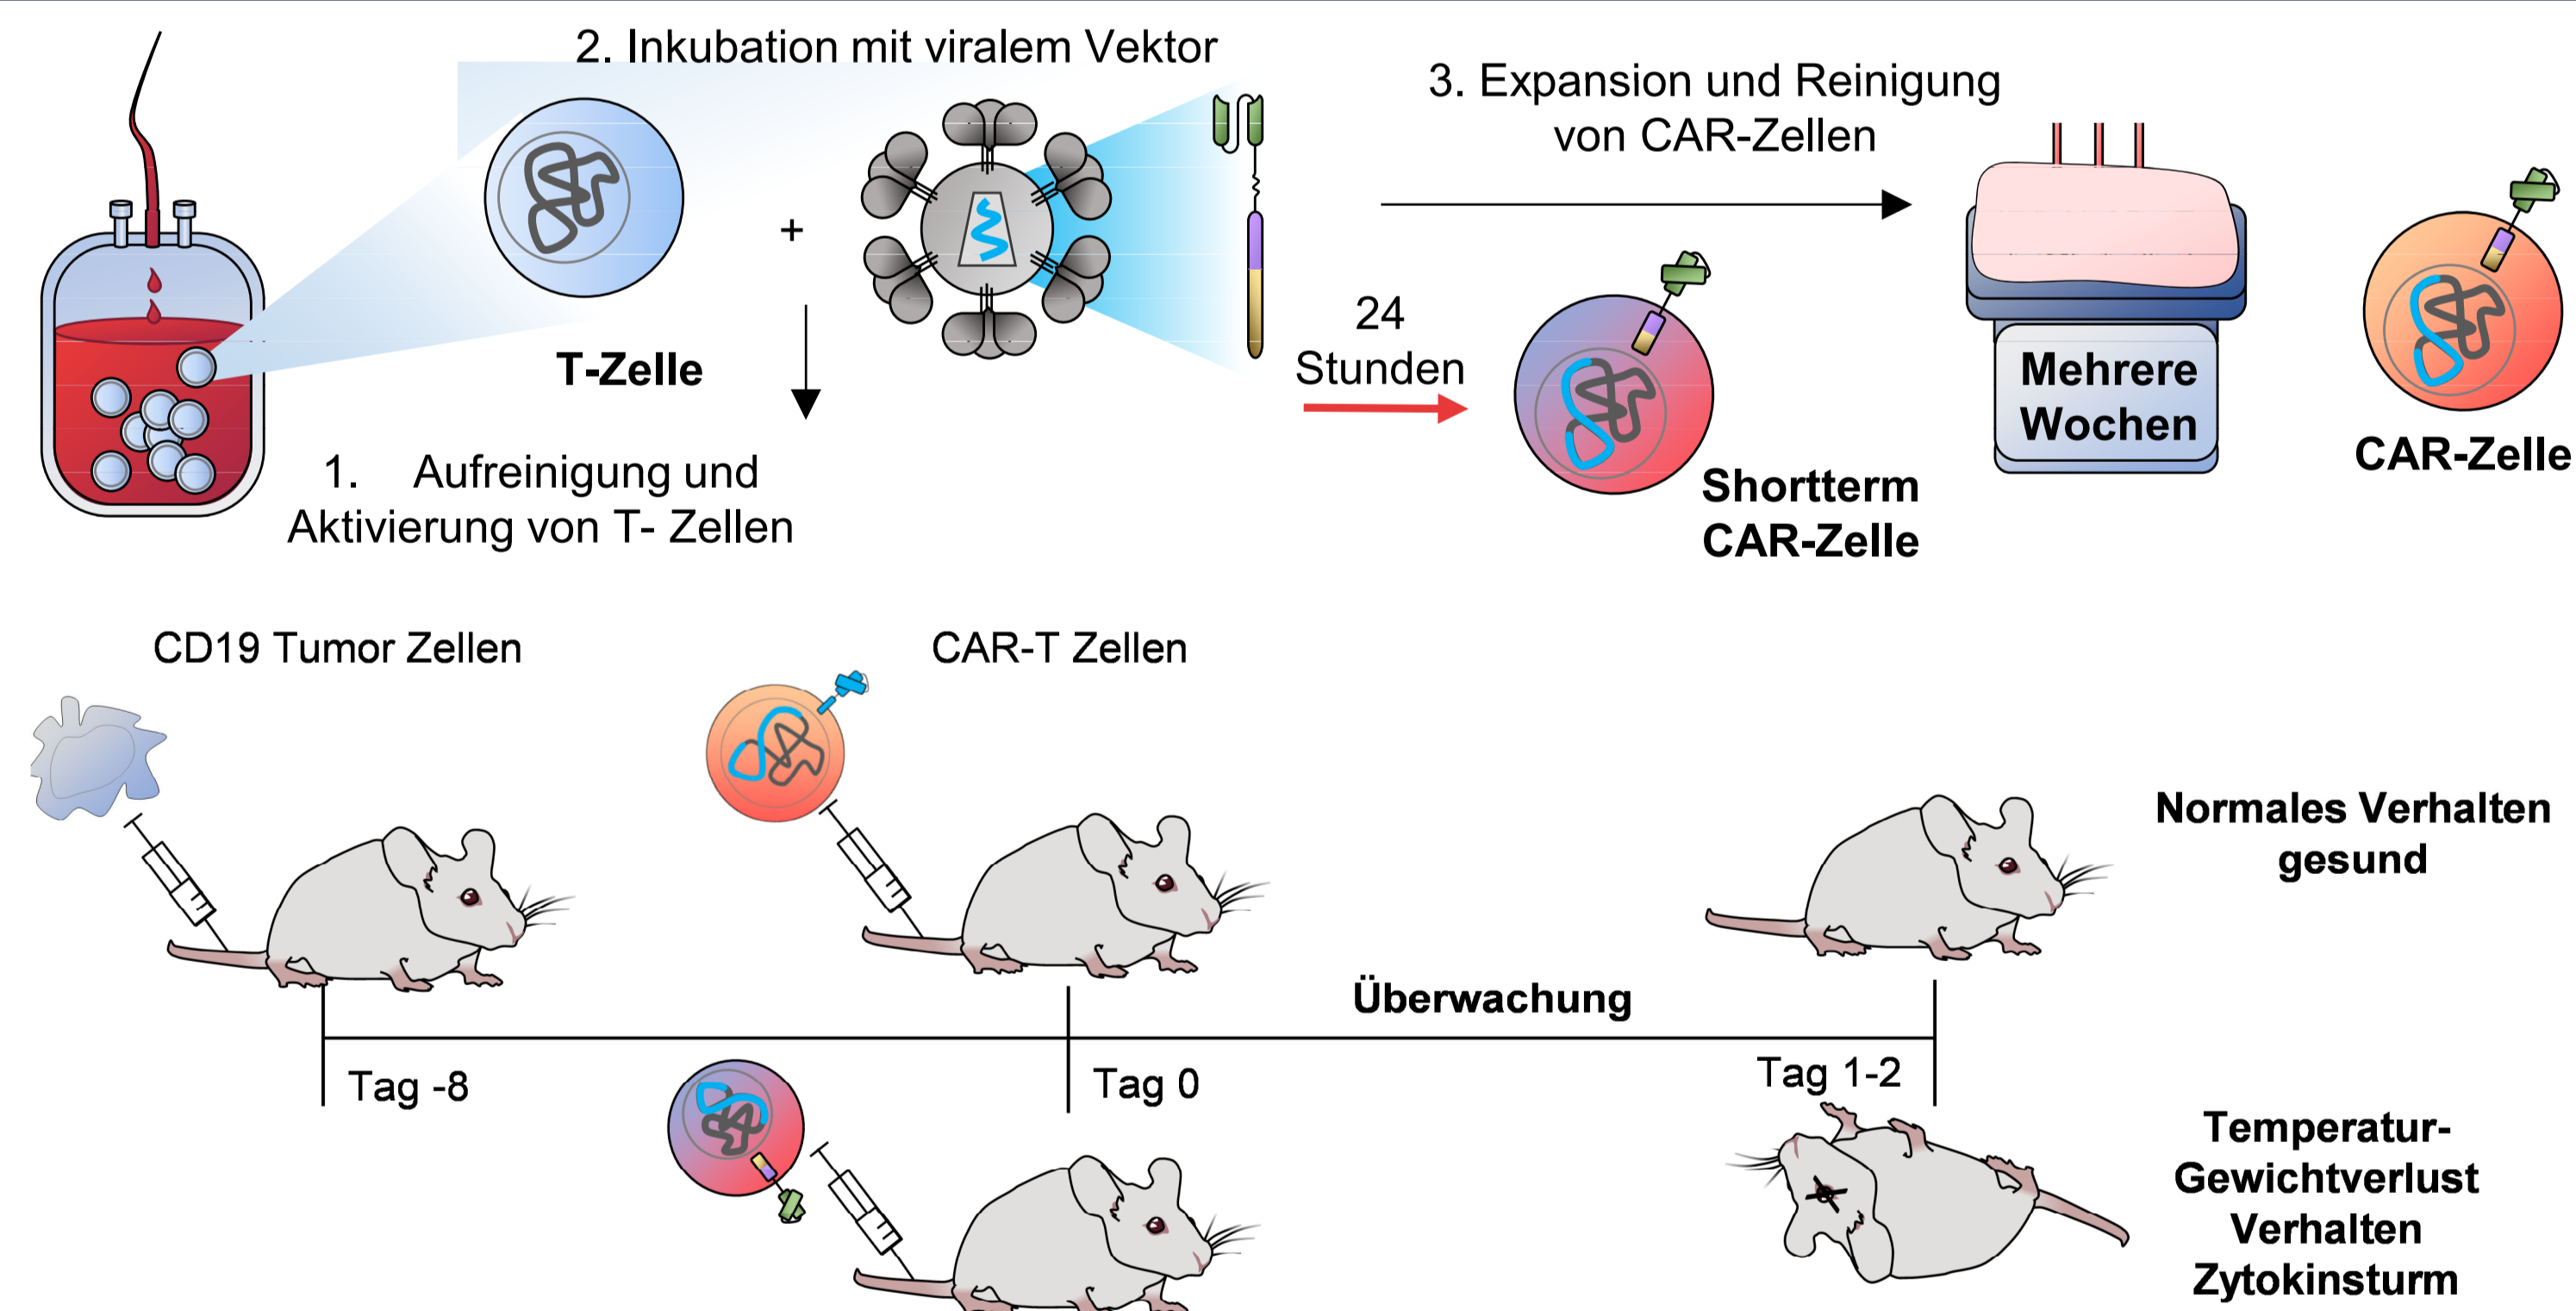 2. Inkubation mit viralem Vektor
3. Expansion und Reinigung
von CAR-Zellen
+
T-Zelle
24
Stunden
Mehrere
Wochen
1. Aufreinigung und
Aktivierung von T- Zellen
Shortterm
CAR-Zelle
CAR-Zelle
CD19 Tumor Zellen
CAR-T Zellen
Normales Verhalten
gesund
Überwachung
Tag -8
Tag 0
Tag 1-2
Temperatur-
Gewichtverlust
Verhalten
Zytokinsturm